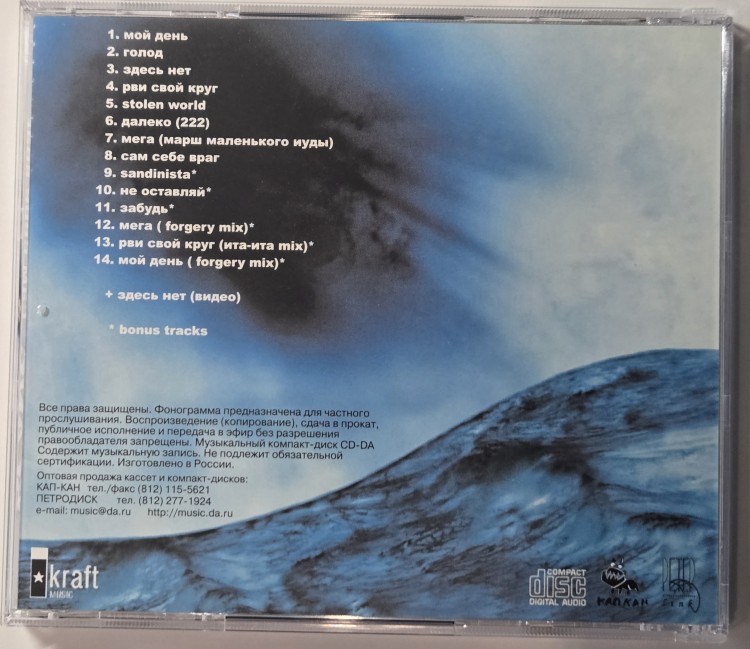 1. мой день
2. голод
3. здесь нет
4. рви свой круг
5. stolen world
6. далеко (222)
7. мега (марш маленького иуды)
8. сам себе враг
9. sandinista*
10. не оставляй*
11. забудь*
12. мега ( forgery mix)*
13. рви свой круг (ита-ита mix)*
14. мой день ( forgery mix)*
+ здесь нет (видео)
* bonus tracks
Все права защищены. Фонограмма предназначена для частного
прослушивания. Воспроизведение (копирование), сдача в прокат,
публичное исполнение и передача в эфир без разрешения
правообладателя запрещены. Музыкальный компакт-диск CD-DA
Содержит музыкальную запись. Не подлежит обязательной
сертификации. Изготовлено в России.
Оптовая продажа кассет и компакт-дисков:
КАП-КАН тел./факс (812) 115-5621
ПЕТРОДИСК тел. (812) 277-1924
e-mail: music@da.ru http://music.da.ru
kraft
MUSIC
COMPACT
disc
DIGITAL AUDIO
КАПКАН